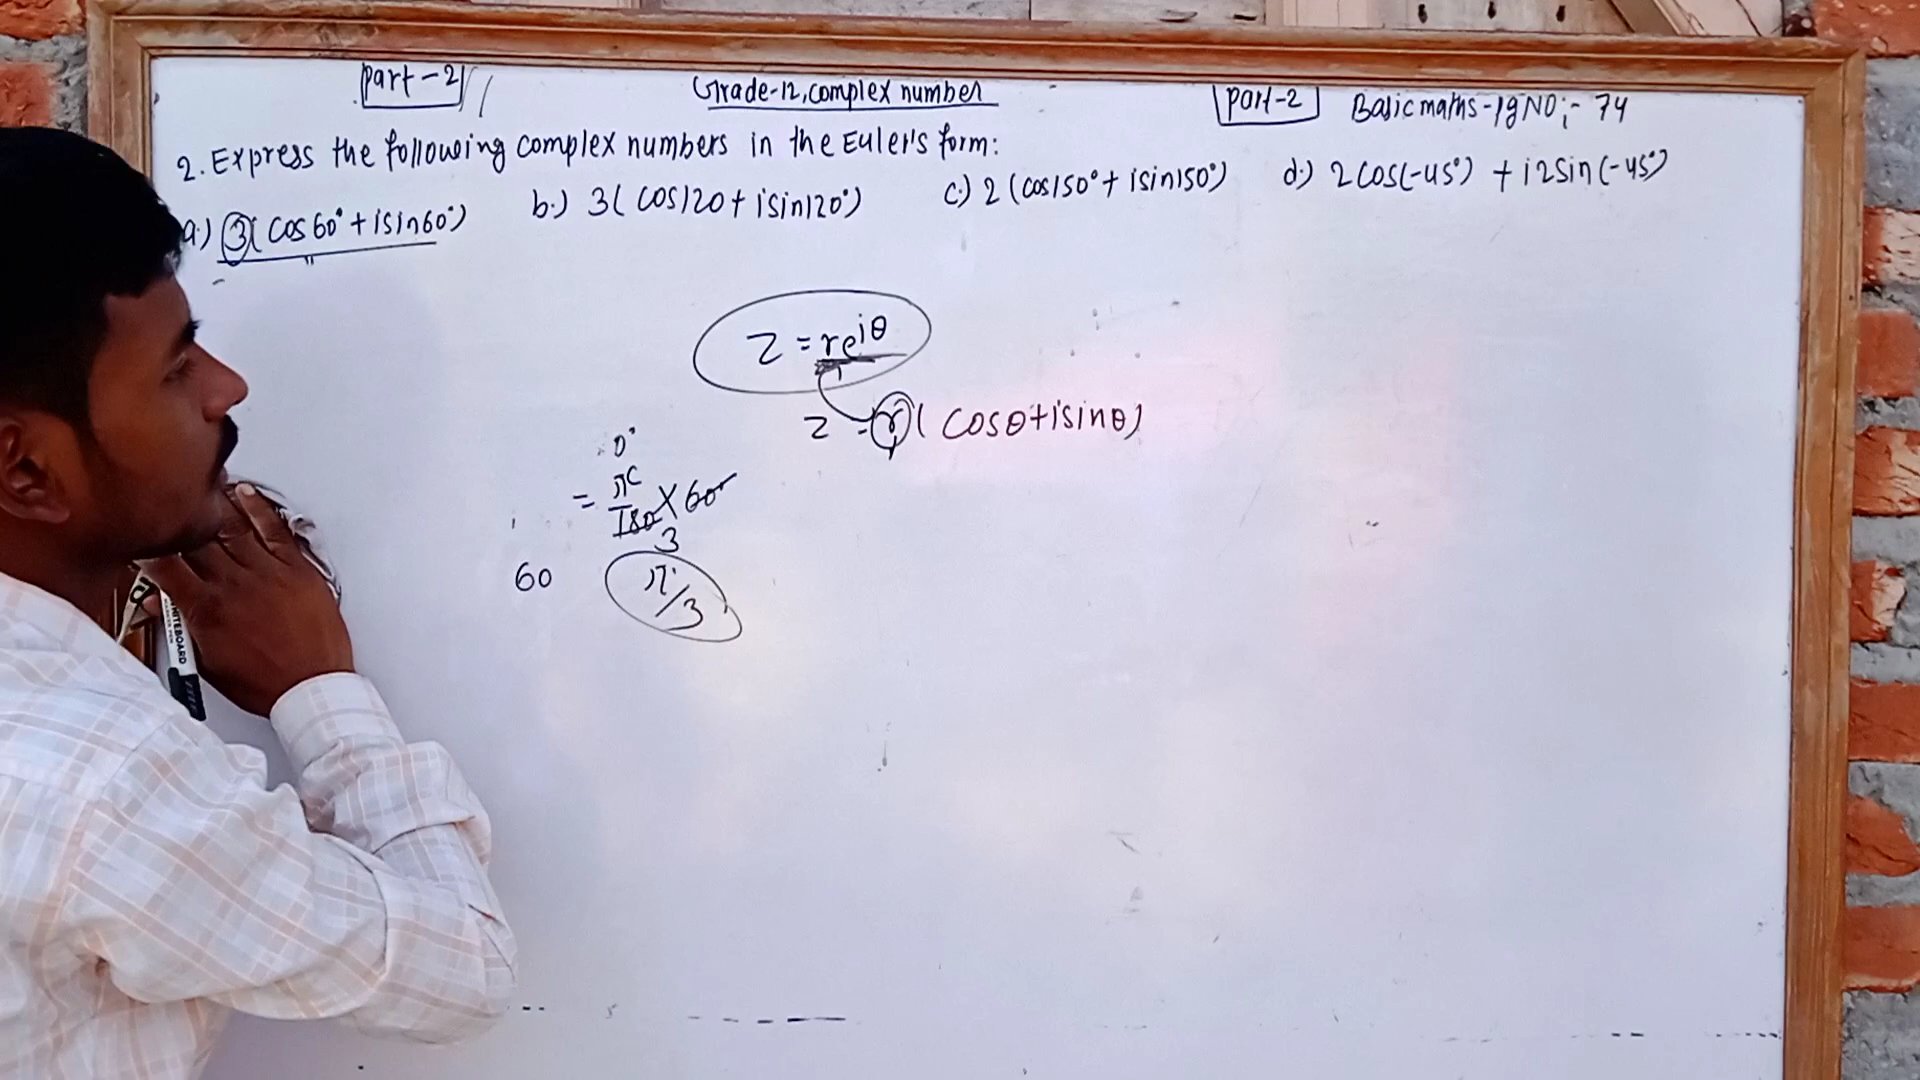 part-2
Grade-12, complex number
part-2 Basic maths-pg NO;- 74
2. Express the following complex numbers in the Euler's form:
a.) 3(cos60°+isin60°) b.) 3(cos120+isin120°) c.) 2(cos150°+isin150°) d.) 2cos(-45°)+i2sin(-45°)
z=re^iθ
z=r(cosθ+isinθ)
0°
= π^c/180 × 60°
3
60 π/3
WHITEBOARD